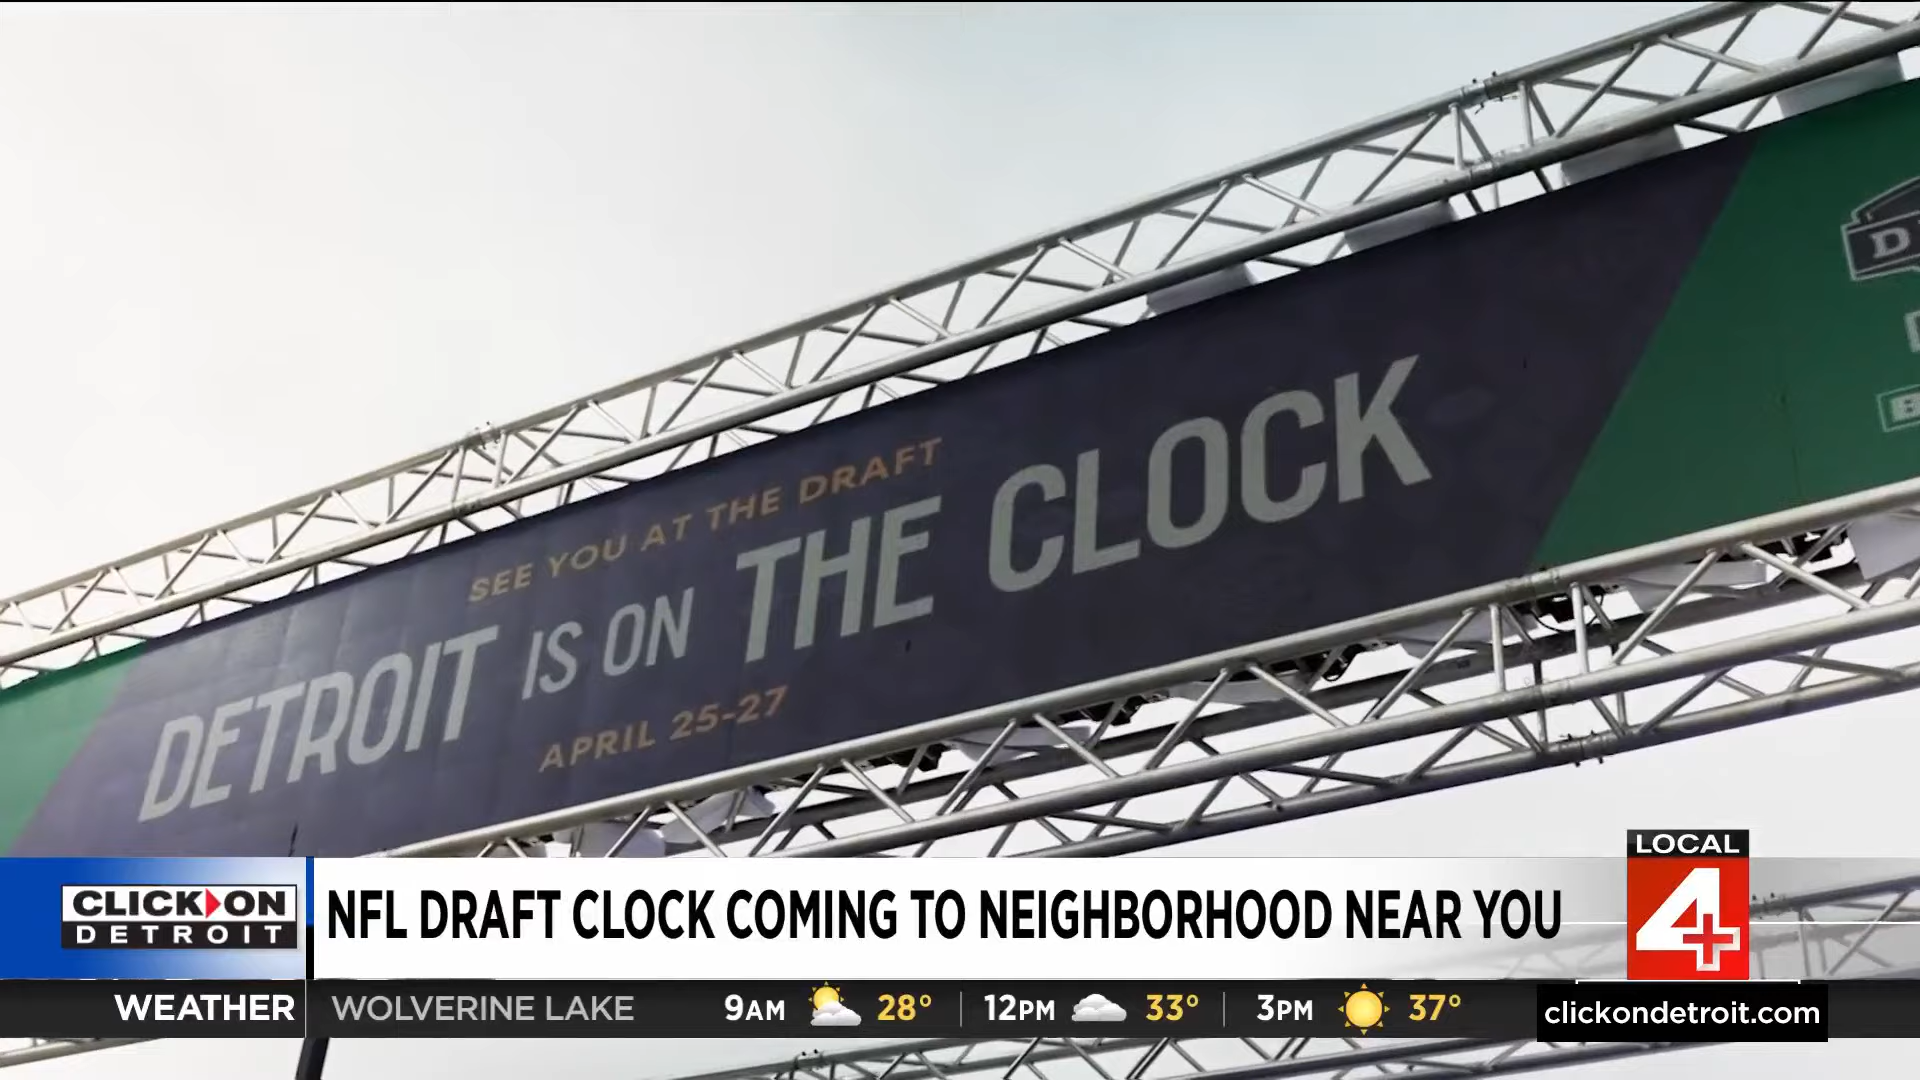 SEE YOU AT THE DRAFT
DETROIT IS ON THE CLOCK
APRIL 25-27
LOCAL
4
CLICK ON
DETROIT
NFL DRAFT CLOCK COMING TO NEIGHBORHOOD NEAR YOU
WEATHER WOLVERINE LAKE 9AM 28° 12PM 33° 3PM 37°
clickondetroit.com